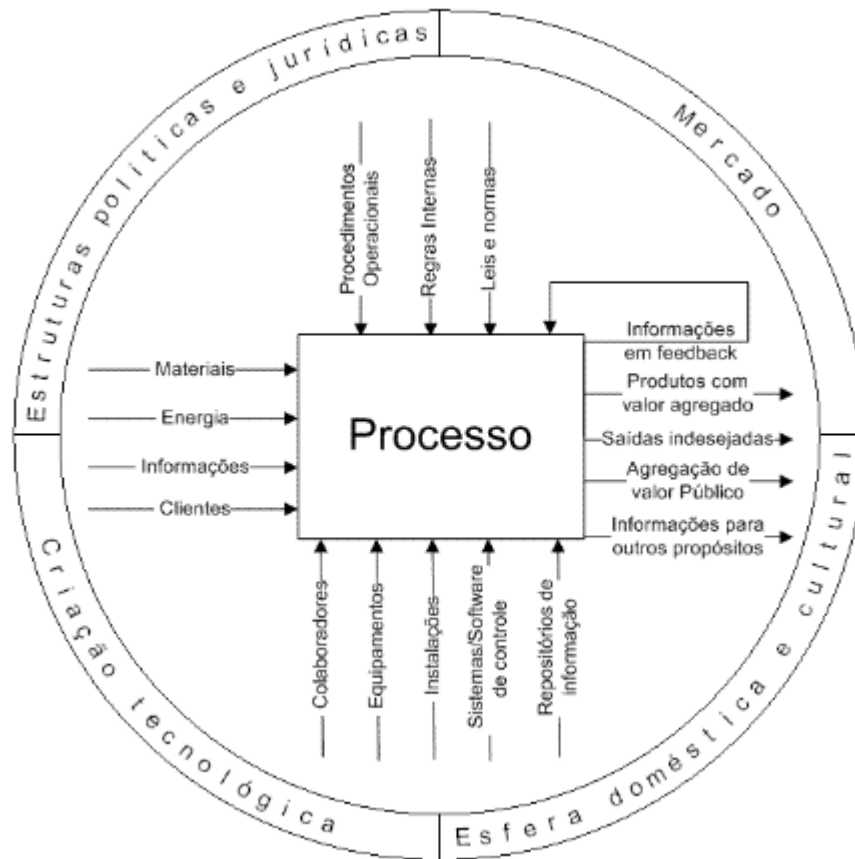 Estruturas políticas e jurídicas
Mercado
Procedimentos
Operacionais
Regras Internas
Leis e normas
Materiais
Energia
Informações
Clientes
Processo
Informações
em feedback
Produtos com
valor agregado
Saídas indesejadas
Agregação de
valor Público
Informações para
outros propósitos
Colaboradores
Equipamentos
Instalações
Sistemas/Software
de controle
Repositórios de
informação
Criação tecnológica
Esfera doméstica e cultural